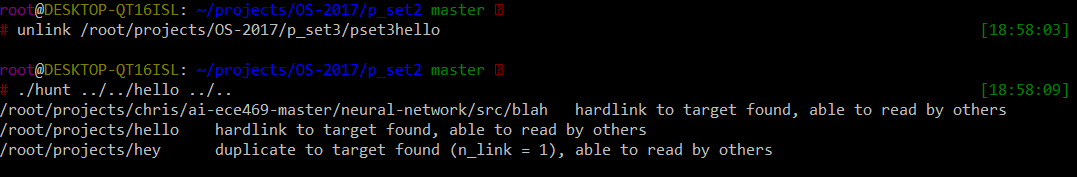 root@DESKTOP-QT16ISL: ~/projects/OS-2017/p_set2 master
# unlink /root/projects/OS-2017/p_set3/pset3hello [18:58:03]
root@DESKTOP-QT16ISL: ~/projects/OS-2017/p_set2 master
# ./hunt ../../hello ../.. [18:58:09]
/root/projects/chris/ai-ece469-master/neural-network/src/blah hardlink to target found, able to read by others
/root/projects/hello hardlink to target found, able to read by others
/root/projects/hey duplicate to target found (n_link = 1), able to read by others